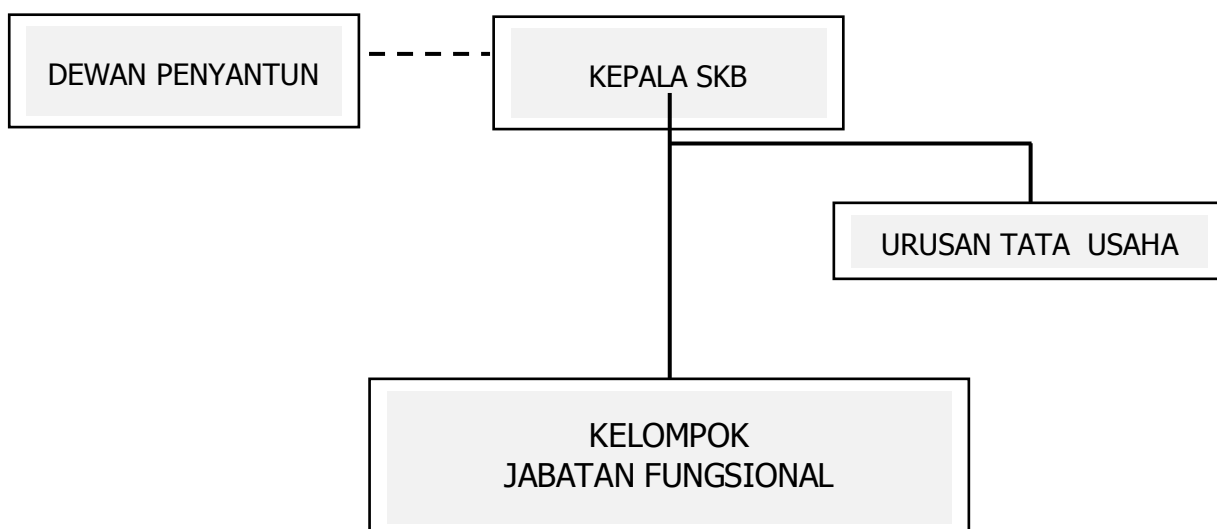 DEWAN PENYANTUN
KEPALA SKB
URUSAN TATA USAHA
KELOMPOK
JABATAN FUNGSIONAL